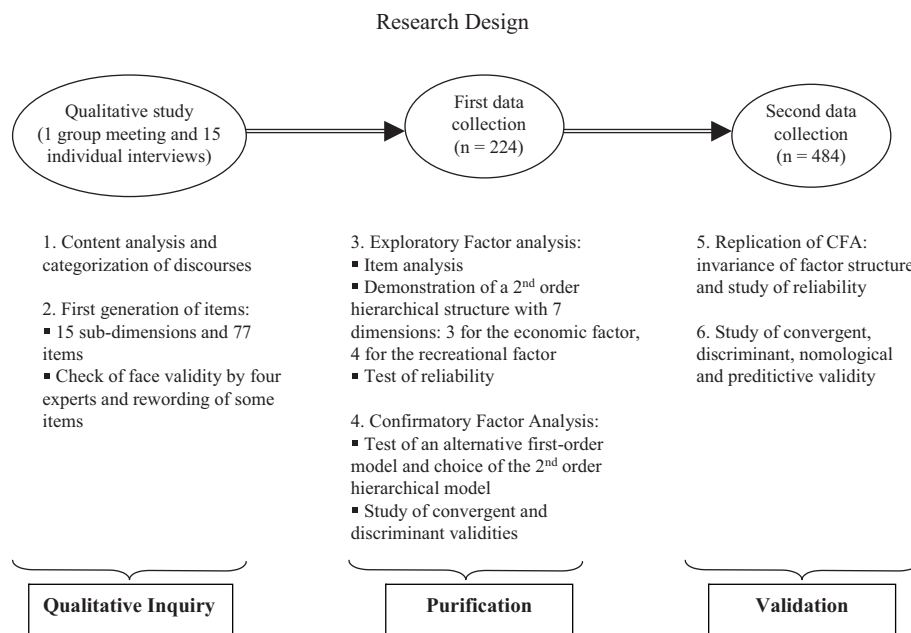 Research Design
Qualitative study
(1 group meeting and 15
individual interviews)
First data
collection
(n = 224)
Second data
collection
(n = 484)
1. Content analysis and
categorization of discourses
2. First generation of items:
▪ 15 sub-dimensions and 77
items
▪ Check of face validity by four
experts and rewording of some
items
3. Exploratory Factor analysis:
▪ Item analysis
▪ Demonstration of a 2nd order
hierarchical structure with 7
dimensions: 3 for the economic factor,
4 for the recreational factor
▪ Test of reliability
4. Confirmatory Factor Analysis:
▪ Test of an alternative first-order
model and choice of the 2nd order
hierarchical model
▪ Study of convergent and
discriminant validities
5. Replication of CFA:
invariance of factor structure
and study of reliability
6. Study of convergent,
discriminant, nomological
and preditictive validity
Qualitative Inquiry
Purification
Validation